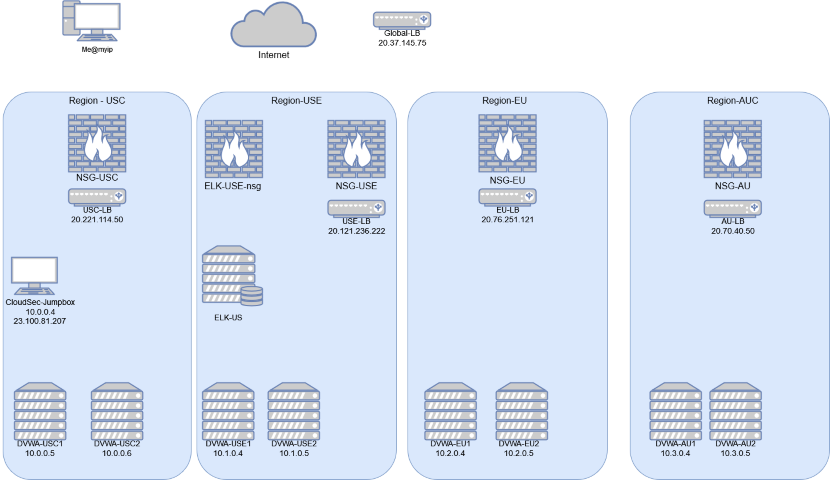 Me@myip
Internet
Global-LB
20.37.145.75
Region - USC
NSG-USC
USC-LB
20.221.114.50
CloudSec-Jumpbox
10.0.0.4
23.100.81.207
DVWA-USC1
10.0.0.5
DVWA-USC2
10.0.0.6
Region-USE
ELK-USE-nsg
NSG-USE
USE-LB
20.121.236.222
ELK-US
DVWA-USE1
10.1.0.4
DVWA-USE2
10.1.0.5
Region-EU
NSG-EU
EU-LB
20.76.251.121
DVWA-EU1
10.2.0.4
DVWA-EU2
10.2.0.5
Region-AUC
NSG-AU
AU-LB
20.70.40.50
DVWA-AU1
10.3.0.4
DVWA-AU2
10.3.0.5